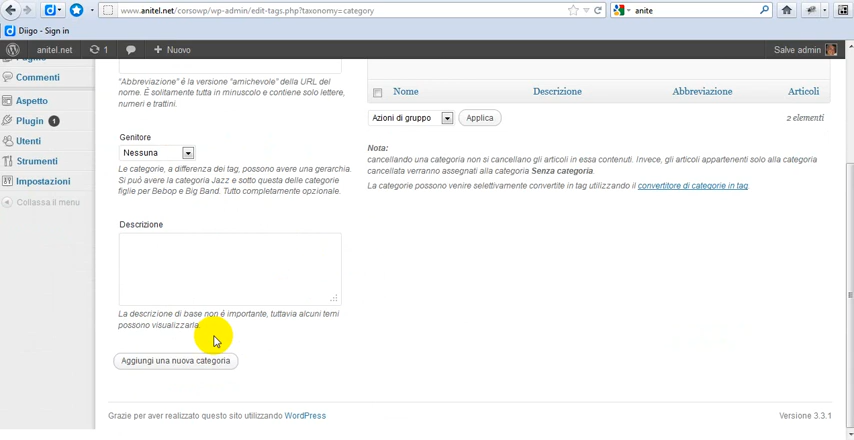 www.anitel.net/corsowp/wp-admin/edit-tags.php?taxonomy=category
anite
Diigo - Sign in
anitel.net 1 Nuovo Salve admin
Commenti
Aspetto
Plugin 1
Utenti
Strumenti
Impostazioni
Collassa il menu
"Abbreviazione" è la versione "amichevole" della URL del
nome. È solitamente tutta in minuscolo e contiene solo lettere,
numeri e trattini.
Genitore
Nessuna
Le categorie, a differenza dei tag, possono avere una gerarchia.
Si può avere la categoria Jazz e sotto questa delle categorie
figlie per Bebop e Big Band. Tutto completamente opzionale.
Descrizione
La descrizione di base non è importante, tuttavia alcuni temi
possono visualizzarla.
Aggiungi una nuova categoria
Nome Descrizione Abbreviazione Articoli
Azioni di gruppo Applica 2 elementi
Nota:
cancellando una categoria non si cancellano gli articoli in essa contenuti. Invece, gli articoli appartenenti solo alla categoria
cancellata verranno assegnati alla categoria Senza categoria.
La categorie possono venire selectivamente convertite in tag utilizando il convertitore di categorie in tag
Grazie per aver realizzato questo sito utilizzando WordPress
Versione 3.3.1